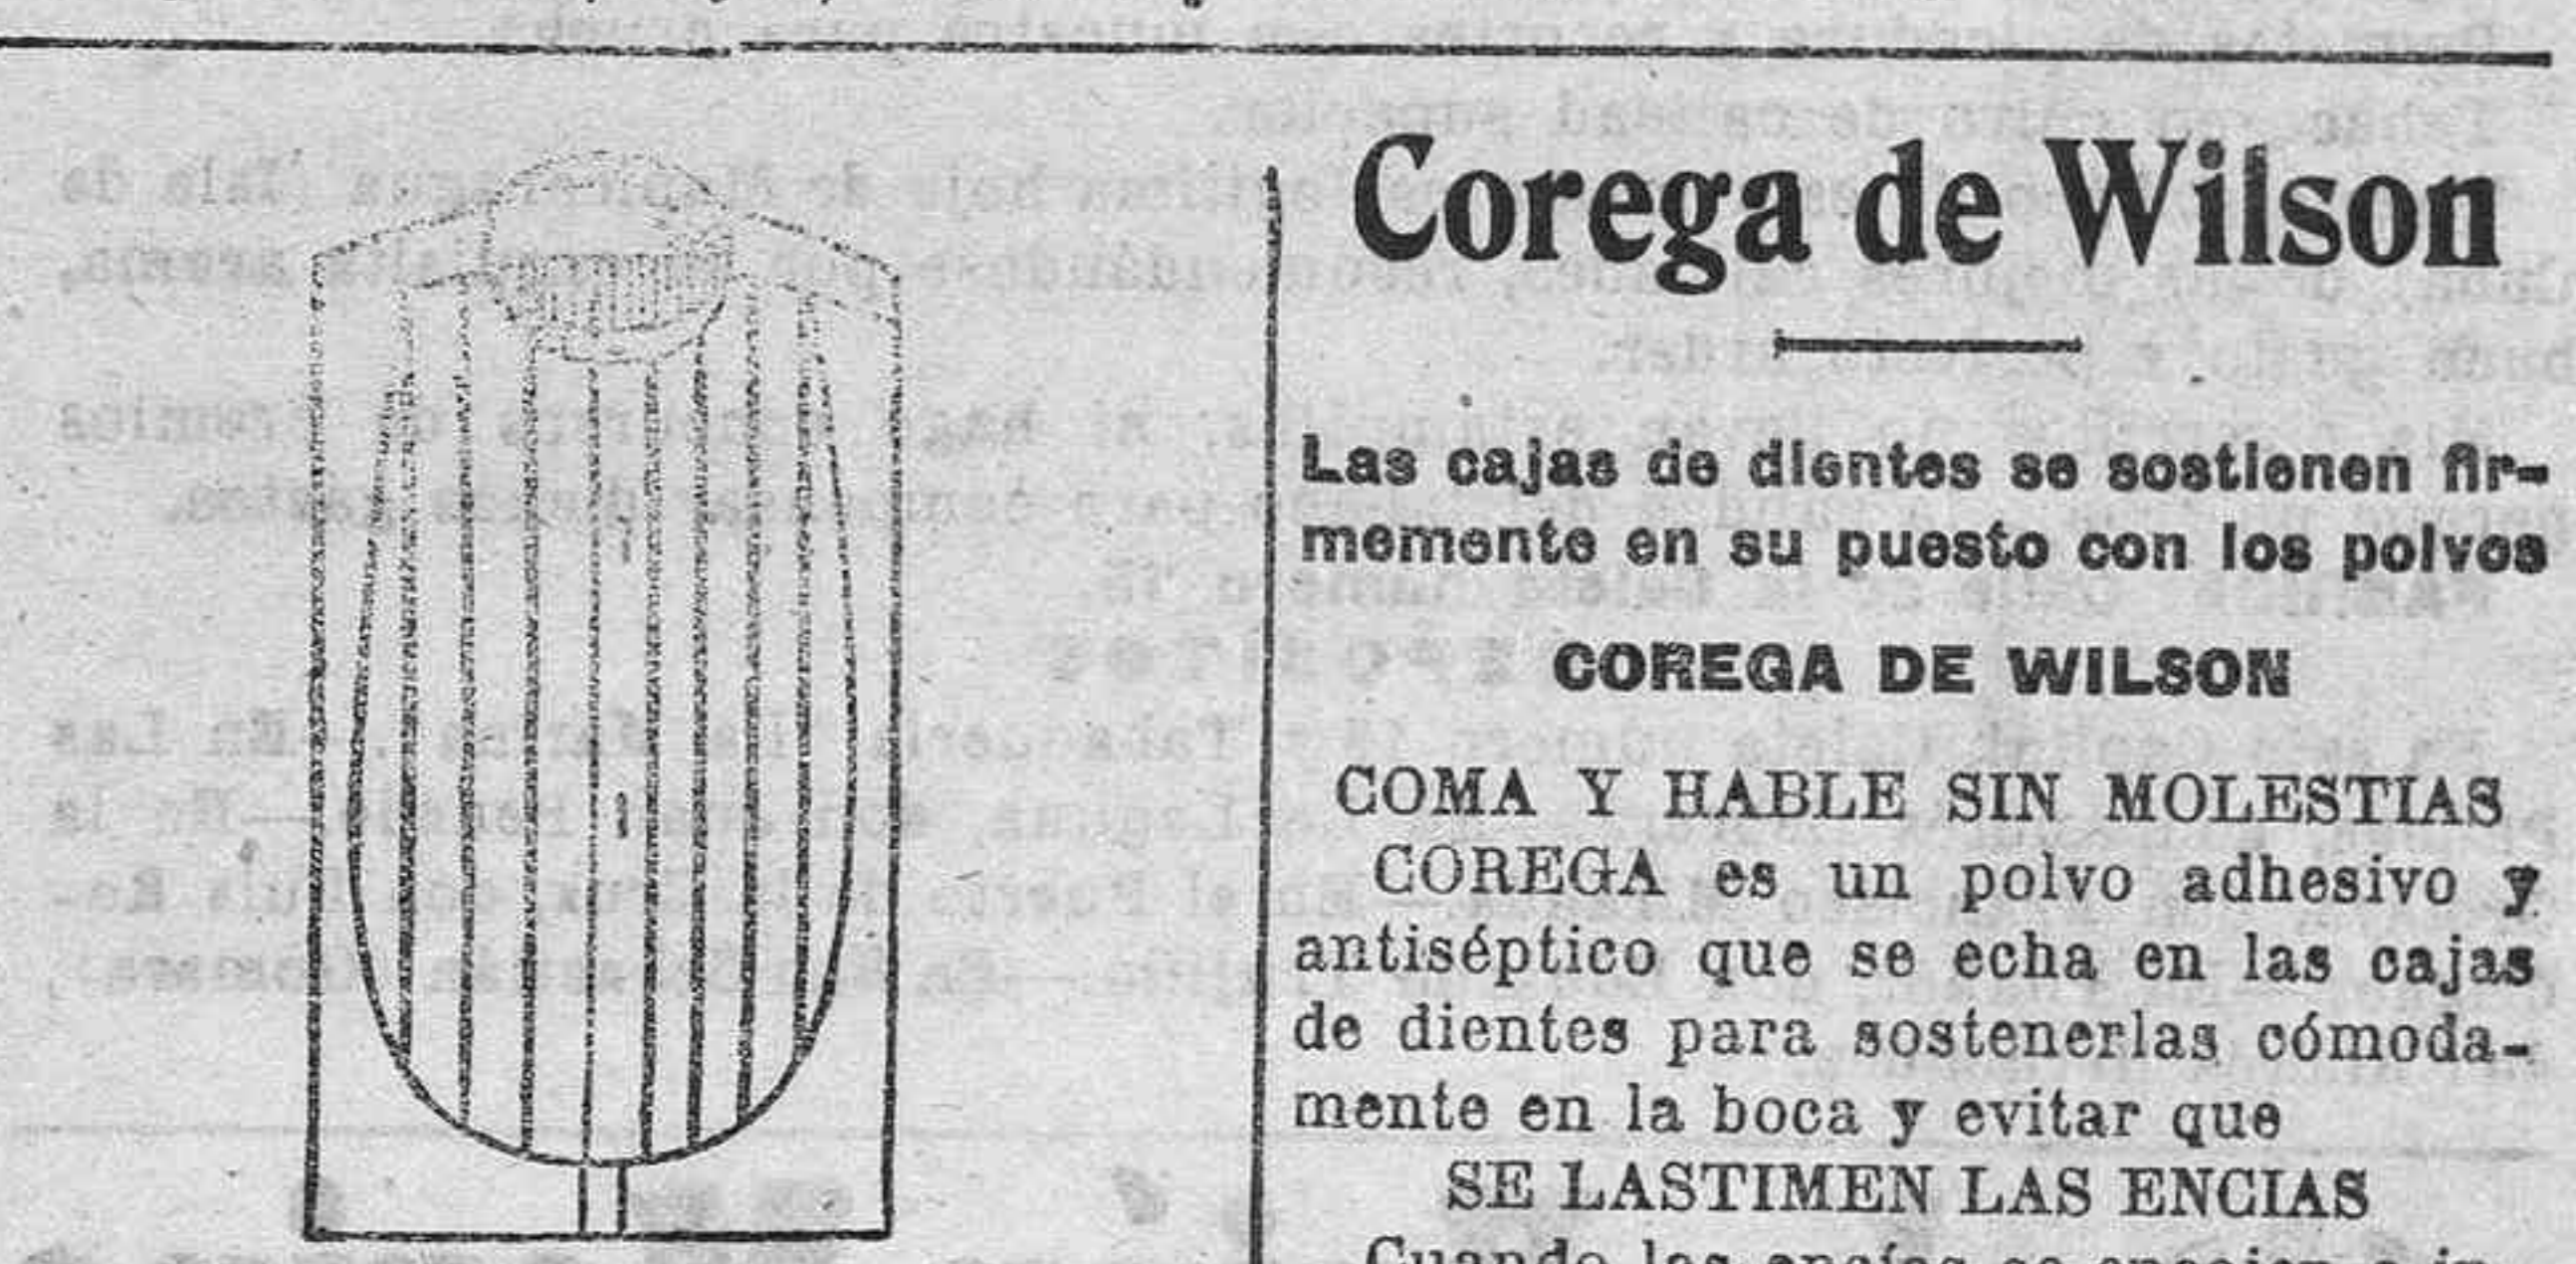 Corega de Wilson
Las cajas de dientes se sostienen fir-
memente en su puesto con los polvos
COREGA DE WILSON
COMA Y HABLE SIN MOLESTIAS
COREGA es un polvo adhesivo y
antiséptico que se echa en las cajas
de dientes para sostenerlas cómoda-
mente en la boca y evitar que
SE LASTIMEN LAS ENCIAS